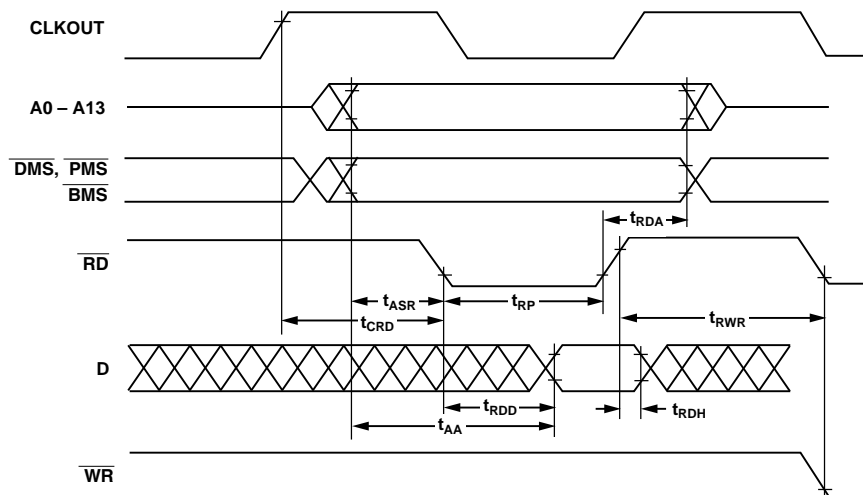 CLKOUT
A0 – A13
DMS, PMS
BMS
tRDA
RD
tASR
tRP
tCRD
tRWR
D
tRDD
tRDH
tAA
WR